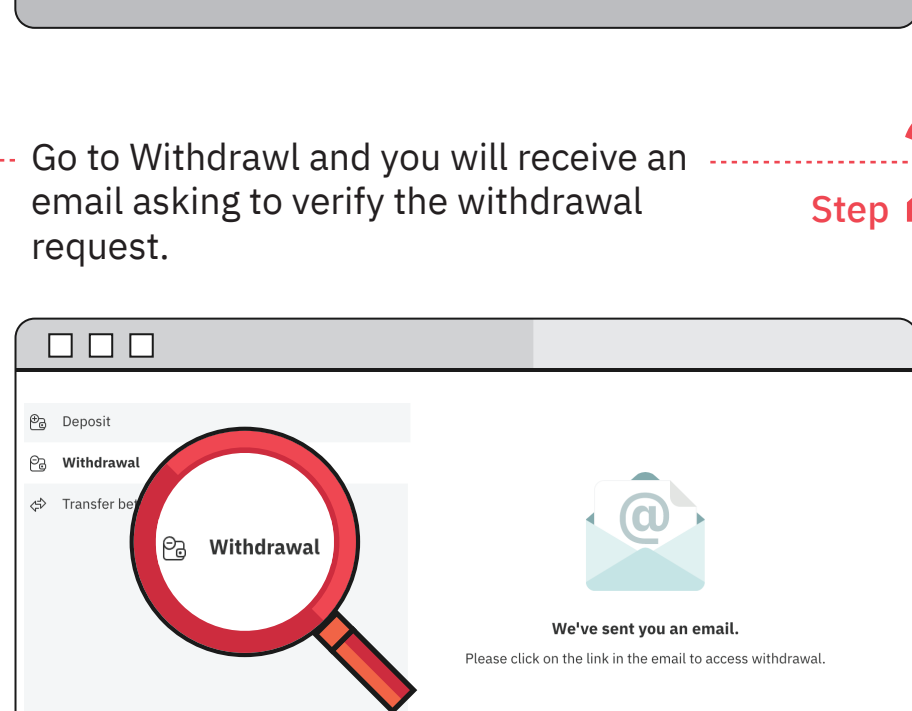 Go to Withdrawl and you will receive an
email asking to verify the withdrawal
request.
Step
Deposit
Withdrawal
Transfer bet
Withdrawal
@
We've sent you an email.
Please click on the link in the email to access withdrawal.